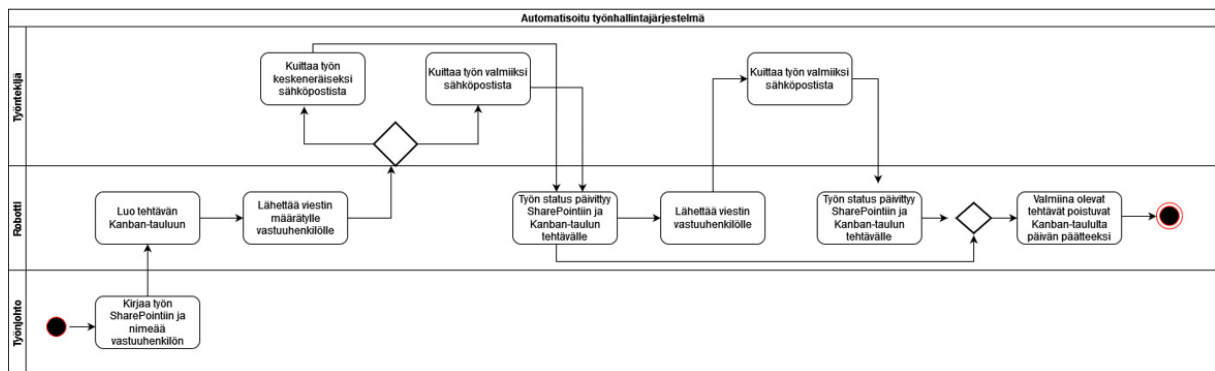 Automatisoitu työnhallintajärjestelmä
Työntekijä
Kuittaa työn
keskeneräiseksi
sähköpostista
Kuittaa työn valmiiksi
sähköpostista
Kuittaa työn valmiiksi
sähköpostista
Robotti
Luo tehtävän
Kanban-tauluun
Lähettää viestin
määrätylle
vastuuhenkilölle
Työn status päivittyy
SharePointiin ja
Kanban-taulun
tehtävälle
Lähettää viestin
vastuuhenkilölle
Työn status päivittyy
SharePointiin ja
Kanban-taulun
tehtävälle
Valmiina olevat
tehtävät poistuvat
Kanban-taululta
päivän päätteeksi
Työnjohto
Kirjaa työn
SharePointiin ja
nimeää
vastuuhenkilön